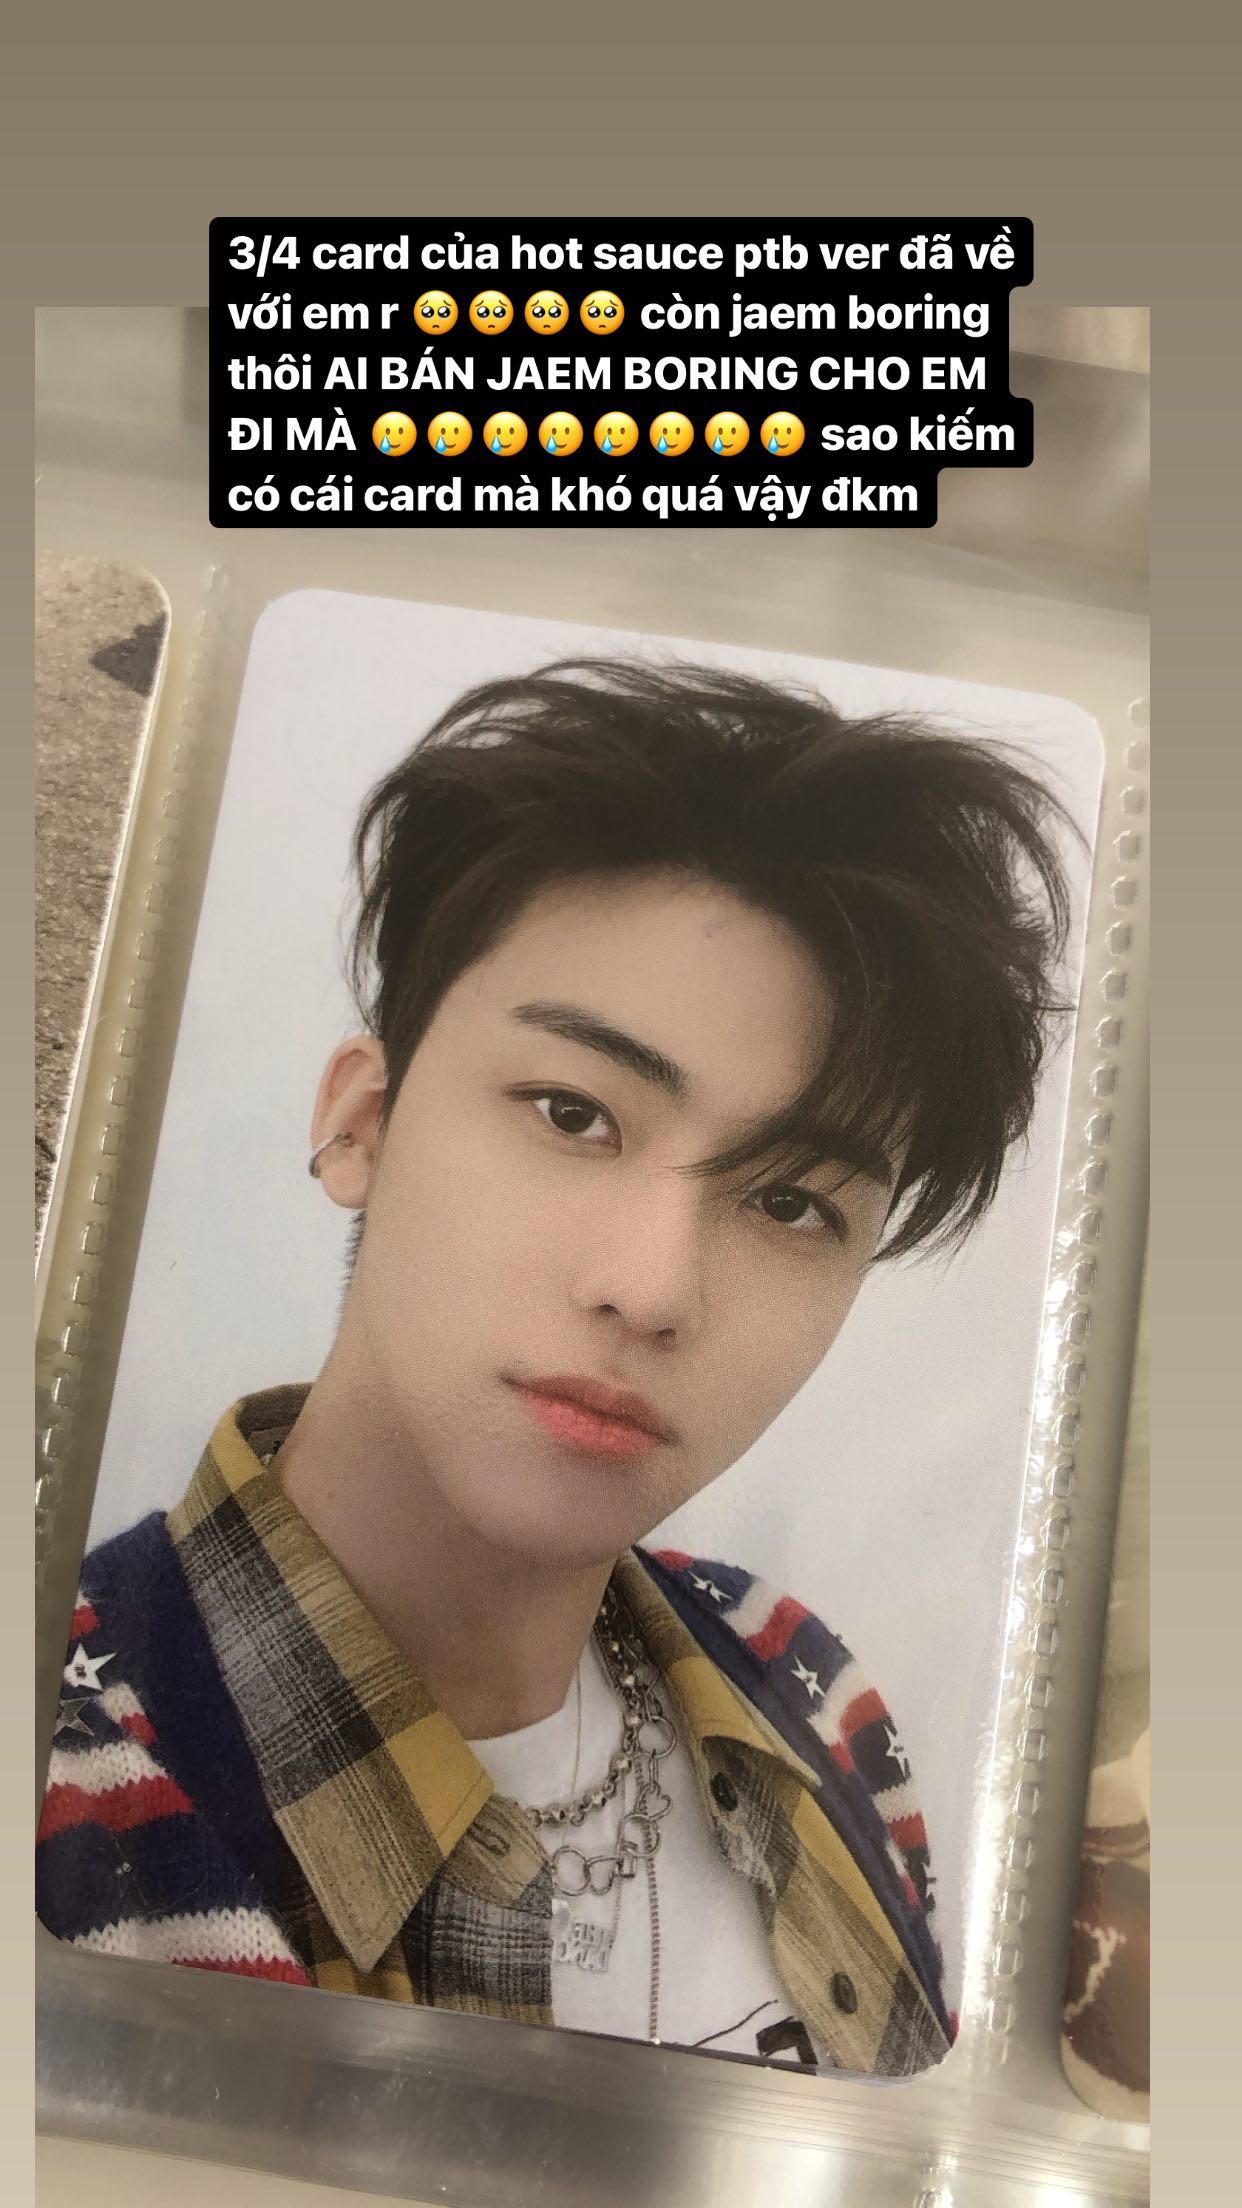 3/4 card của hot sauce ptb ver đã về
với em r 🥺🥺🥺🥺 còn jaem boring
thôi AI BÁN JAEM BORING CHO EM
ĐI MÀ 🥲🥲🥲🥲🥲🥲🥲🥲 sao kiếm
có cái card mà khó quá vậy đkm